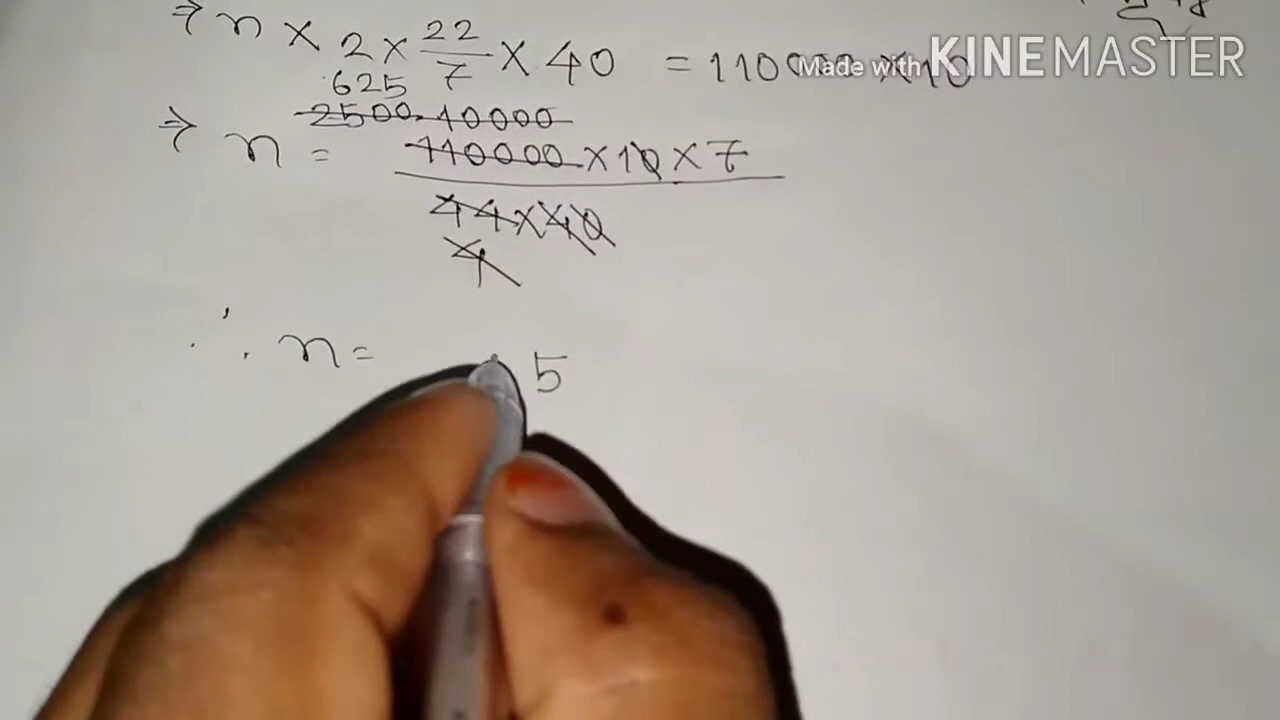 ⇒ n × 2 × 22/7 × 40 = 110000 × 10
Made with KINEMASTER
625
2500 10000
⇒ n = 110000 × 10 × 7
44 × 40
4
∴ n = 5